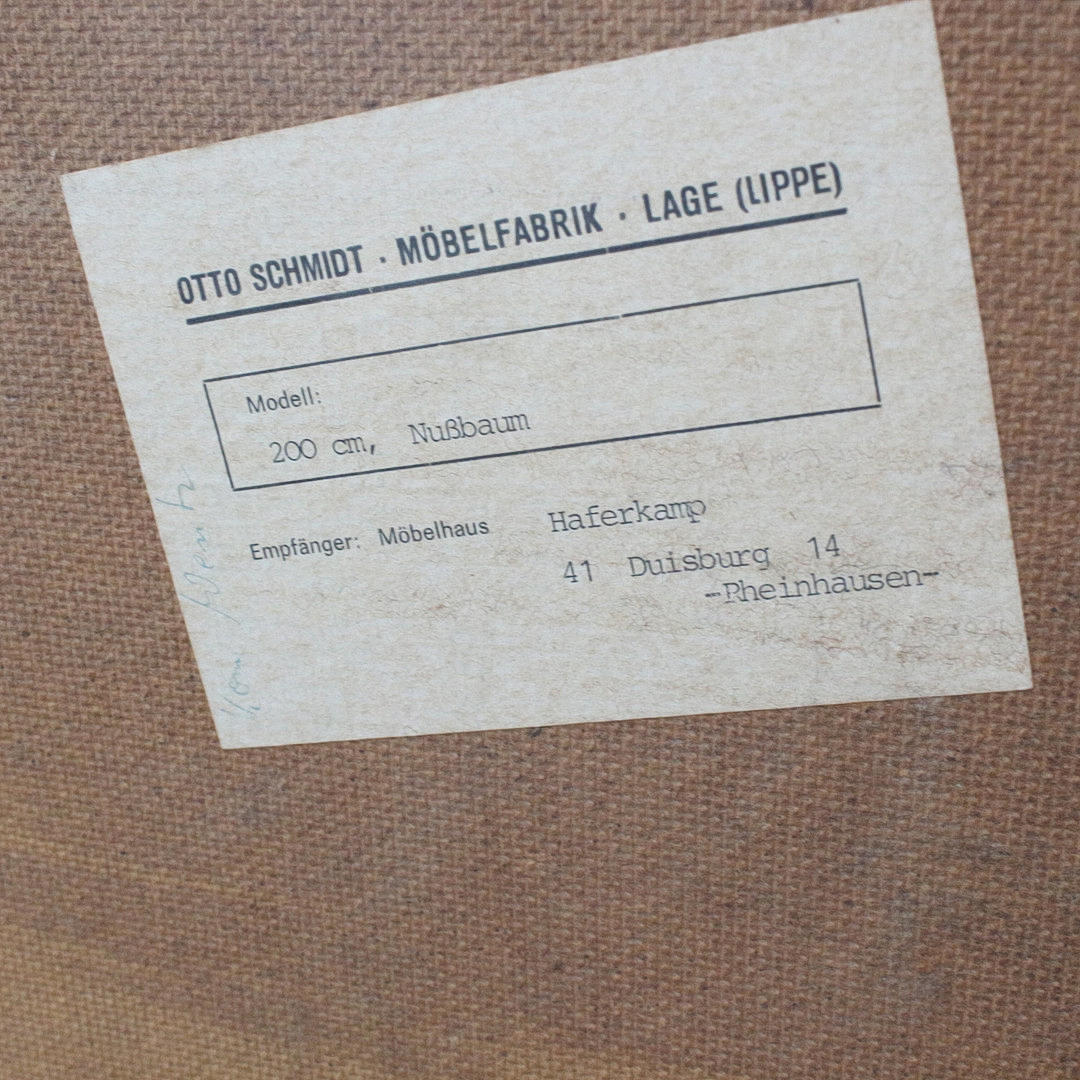 OTTO SCHMIDT · MÖBELFABRIK · LAGE (LIPPE)
Modell:
200 cm, Nußbaum
Empfänger: Möbelhaus Haferkamp
41 Duisburg 14
-Rheinhausen-